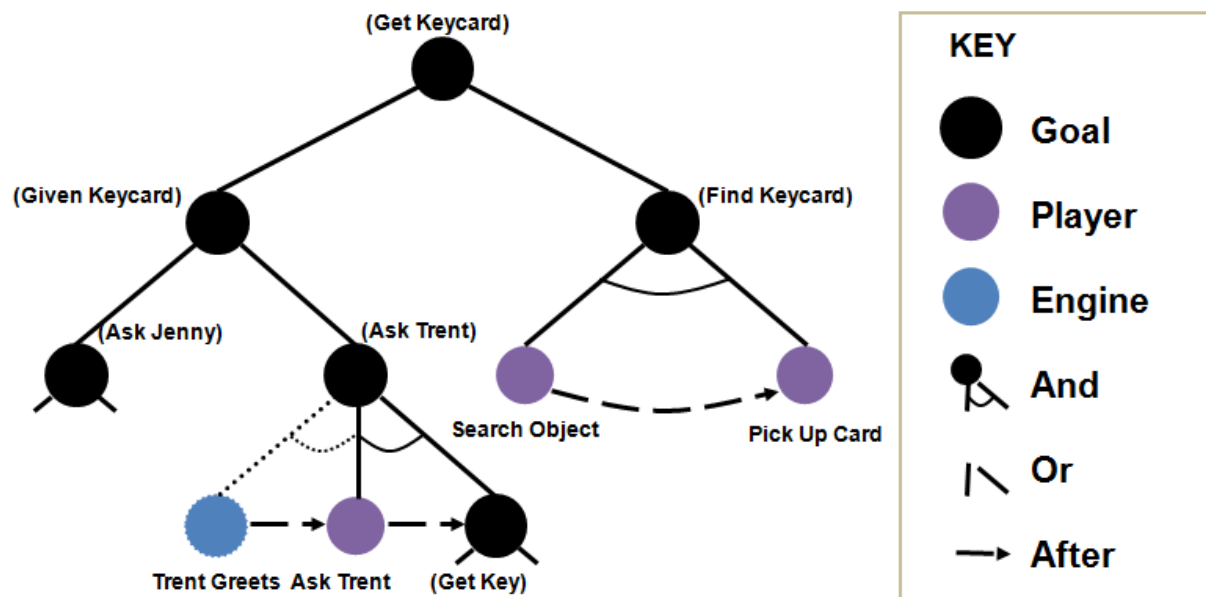 (Get Keycard)
(Given Keycard)
(Find Keycard)
(Ask Jenny)
(Ask Trent)
Search Object
Pick Up Card
Trent Greets
Ask Trent
(Get Key)
KEY
Goal
Player
Engine
And
Or
After